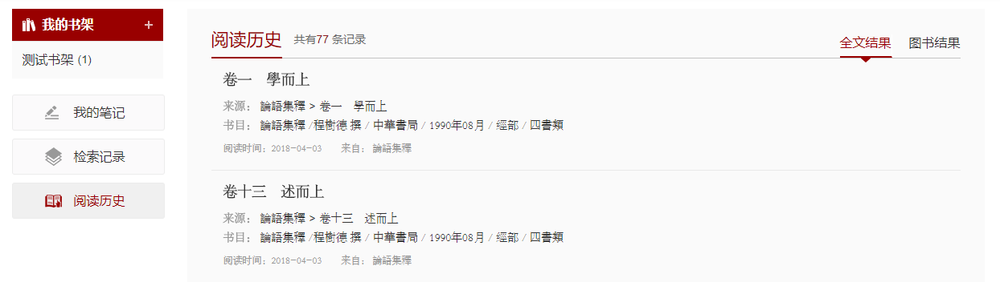 我的书架 +
测试书架 (1)
我的笔记
检索记录
阅读历史
阅读历史 共有77 条记录
全文结果 图书结果
卷一　學而上
来源： 論語集釋 > 卷一　學而上
书目： 論語集釋 /程樹德 撰 / 中華書局 / 1990年08月 / 經部 / 四書類
阅读时间：2018-04-03 来自： 論語集釋
卷十三　述而上
来源： 論語集釋 > 卷十三　述而上
书目： 論語集釋 /程樹德 撰 / 中華書局 / 1990年08月 / 經部 / 四書類
阅读时间：2018-04-03 来自： 論語集釋